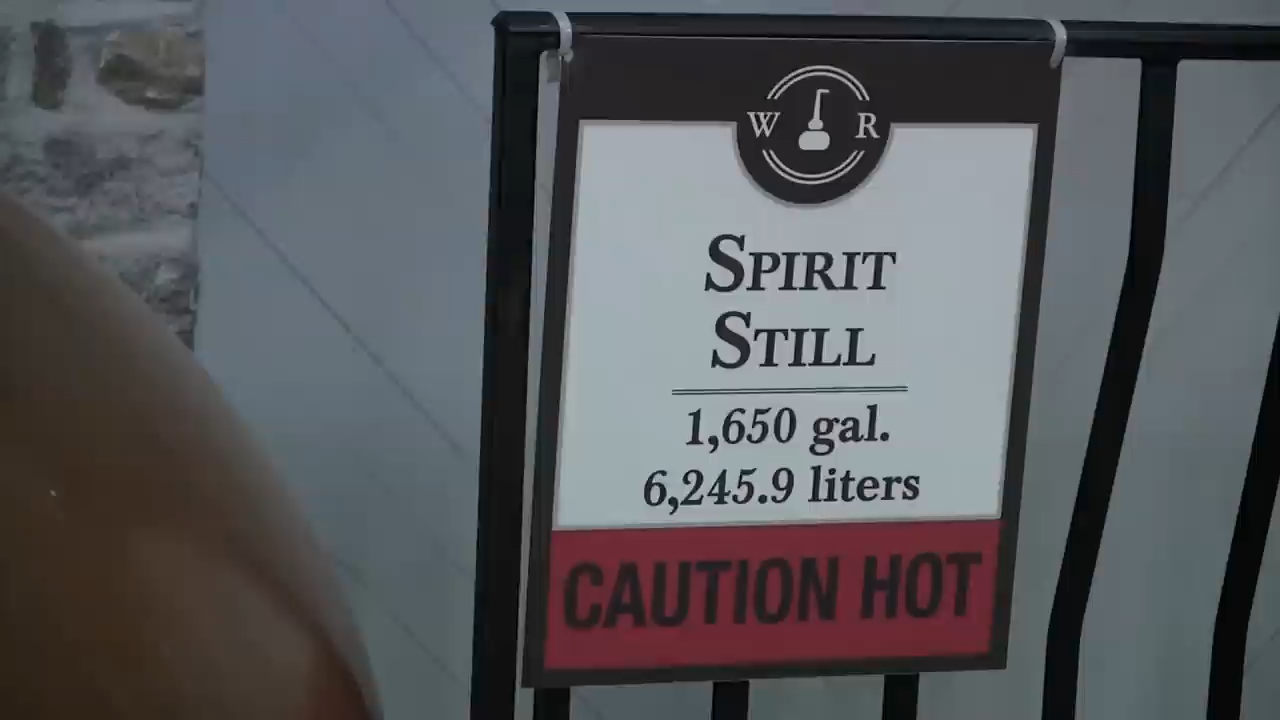 W R
SPIRIT
STILL
1,650 gal.
6,245.9 liters
CAUTION HOT